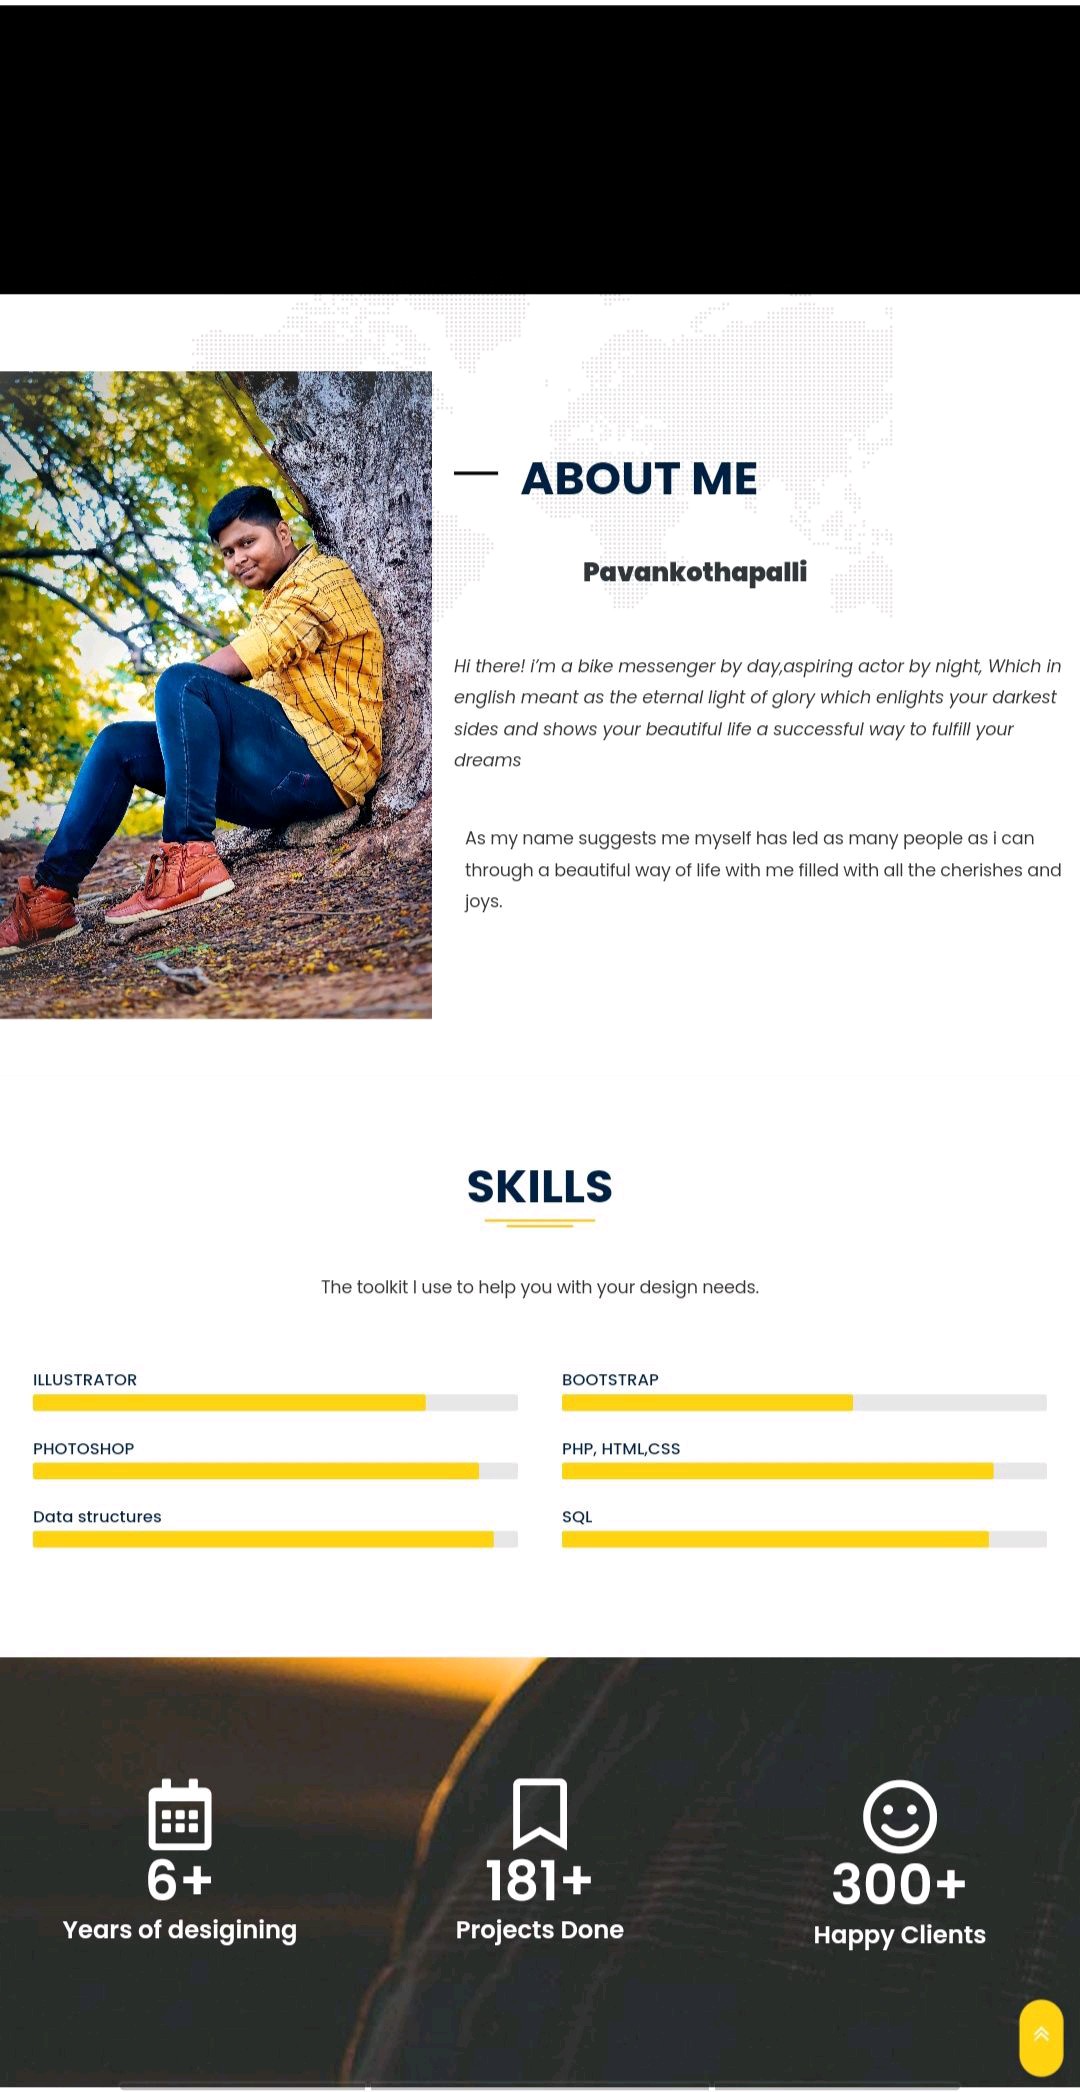 ABOUT ME
Pavankothapalli
Hi there! i’m a bike messenger by day,aspiring actor by night, Which in
english meant as the eternal light of glory which enlights your darkest
sides and shows your beautiful life a successful way to fulfill your
dreams
As my name suggests me myself has led as many people as i can
through a beautiful way of life with me filled with all the cherishes and
joys.
SKILLS
The toolkit I use to help you with your design needs.
ILLUSTRATOR
BOOTSTRAP
PHOTOSHOP
PHP, HTML,CSS
Data structures
SQL
6+
Years of desigining
181+
Projects Done
300+
Happy Clients